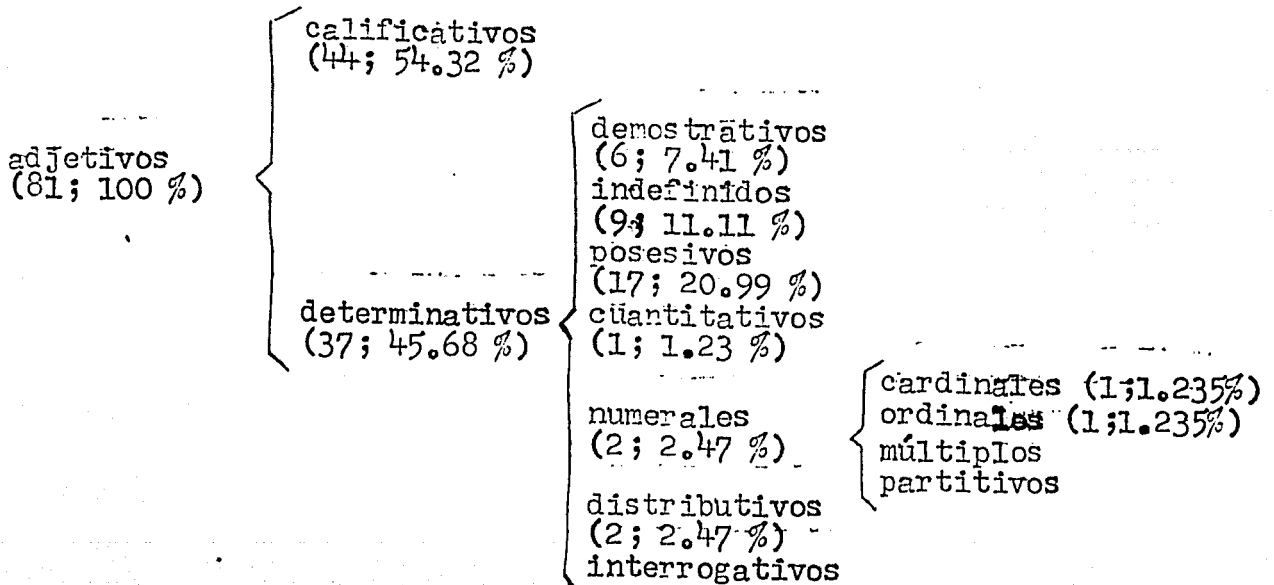 calificativos
(44; 54.32 %)
adjetivos
(81; 100 %)
determinativos
(37; 45.68 %)
demostrativos
(6; 7.41 %)
indefinidos
(9; 11.11 %)
posesivos
(17; 20.99 %)
cuantitativos
(1; 1.23 %)
numerales
(2; 2.47 %)
cardinales (1;1.235%)
ordinales (1;1.235%)
múltiplos
partitivos
distributivos
(2; 2.47 %)
interrogativos